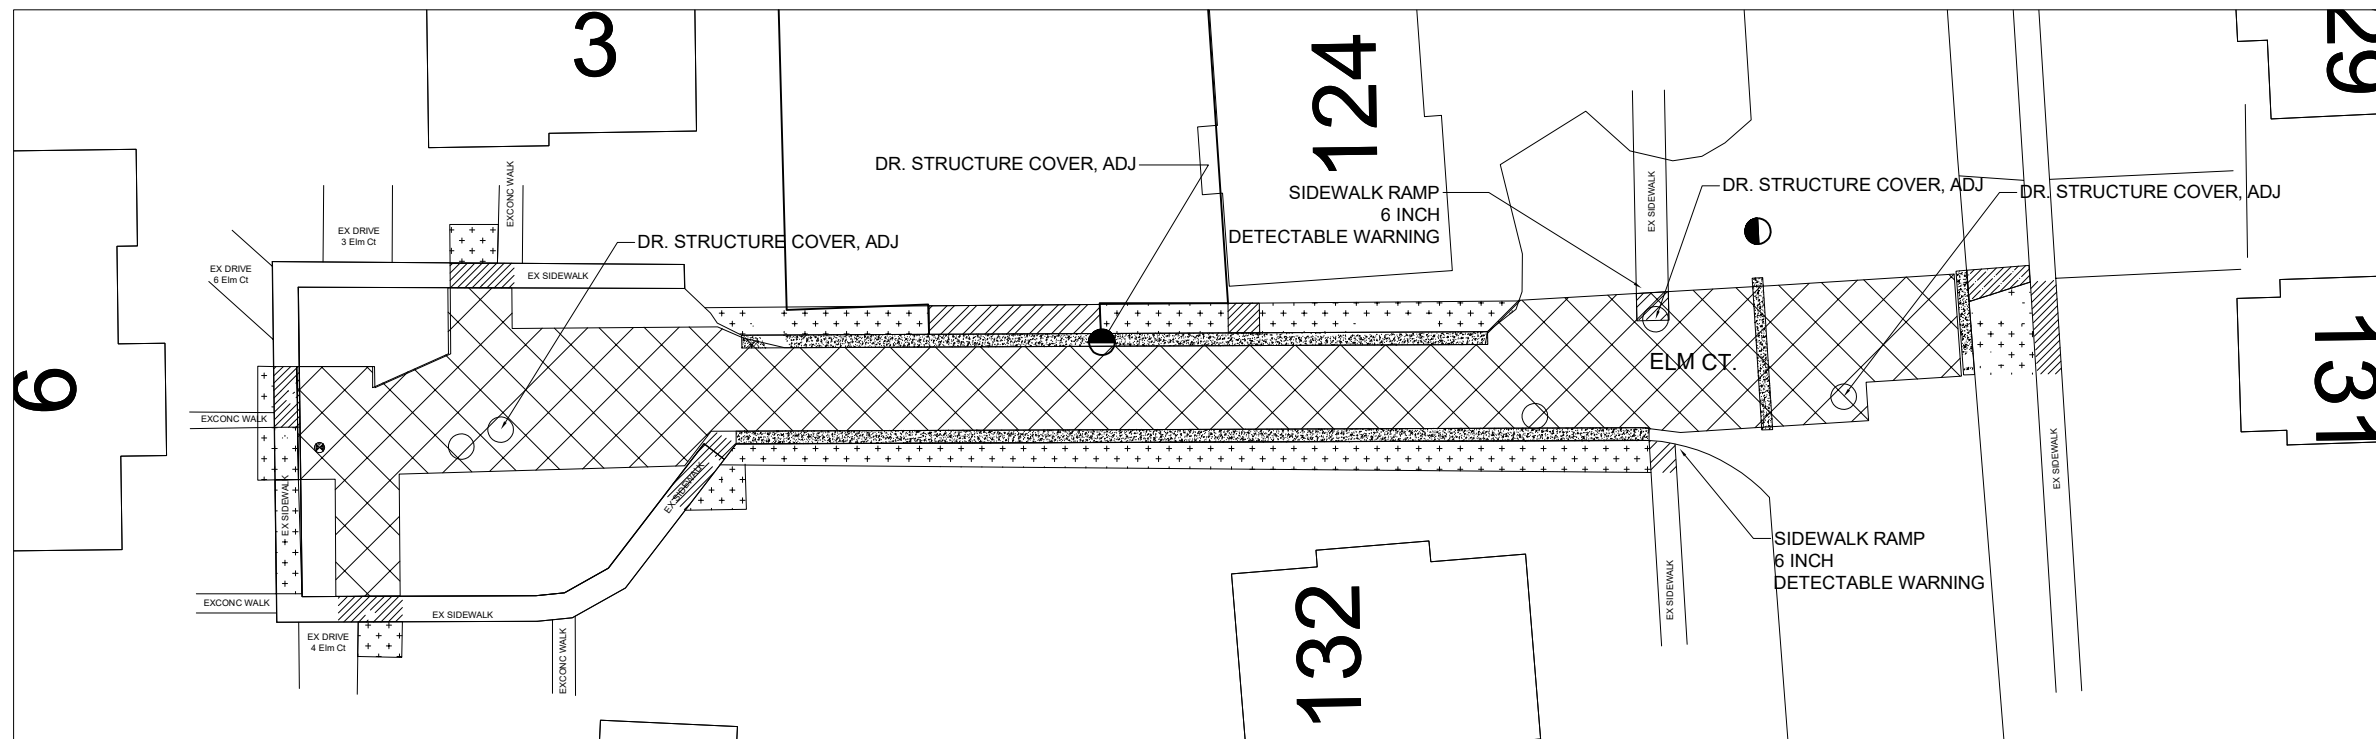 3
124
29
DR. STRUCTURE COVER, ADJ
SIDEWALK RAMP
6 INCH
DETECTABLE WARNING
EX SIDEWALK
DR. STRUCTURE COVER, ADJ
DR. STRUCTURE COVER, ADJ
EXCONC WALK
EX DRIVE
3 Elm Ct
DR. STRUCTURE COVER, ADJ
EX DRIVE
6 Elm Ct
EX SIDEWALK
6
ELM CT.
131
EXCONC WALK
EX SIDEWALK
EX SIDEWALK
EX SIDEWALK
EXCONC WALK
EX SIDEWALK
EX DRIVE
4 Elm Ct
EXCONC WALK
132
EX SIDEWALK
SIDEWALK RAMP
6 INCH
DETECTABLE WARNING